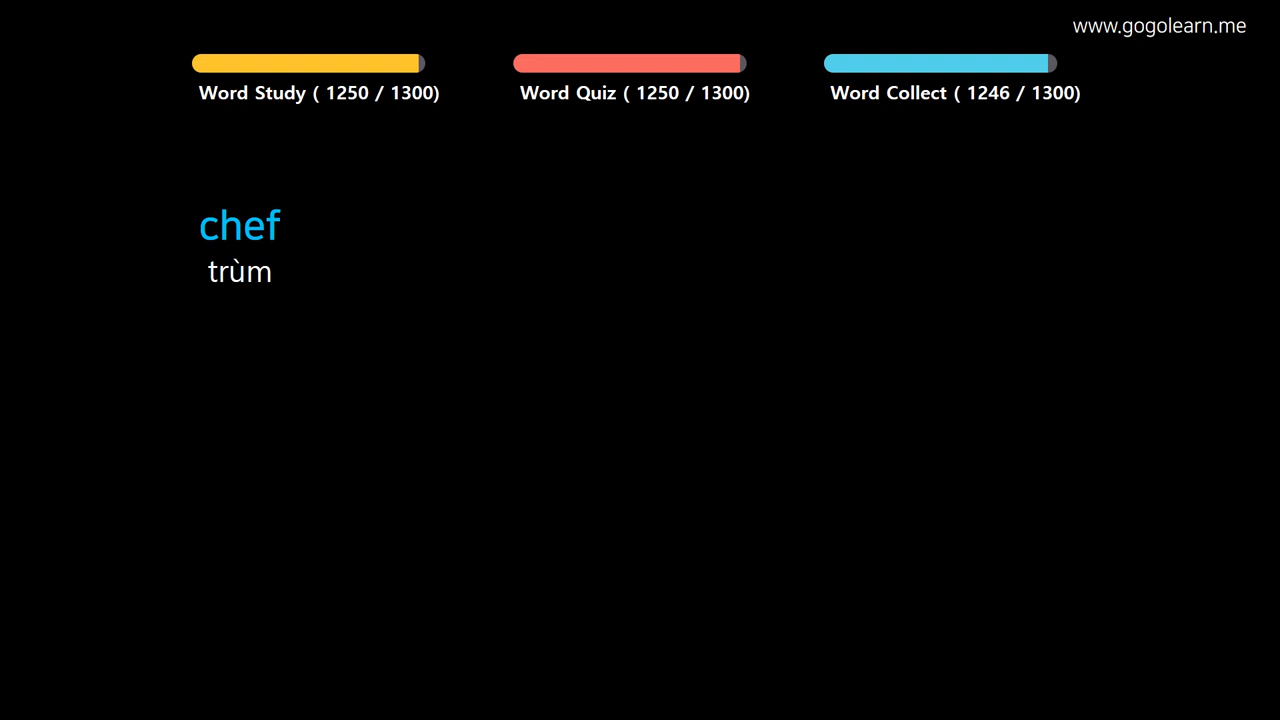 www.gogolearn.me
Word Study ( 1250 / 1300)
Word Quiz ( 1250 / 1300)
Word Collect ( 1246 / 1300)
chef
trùm